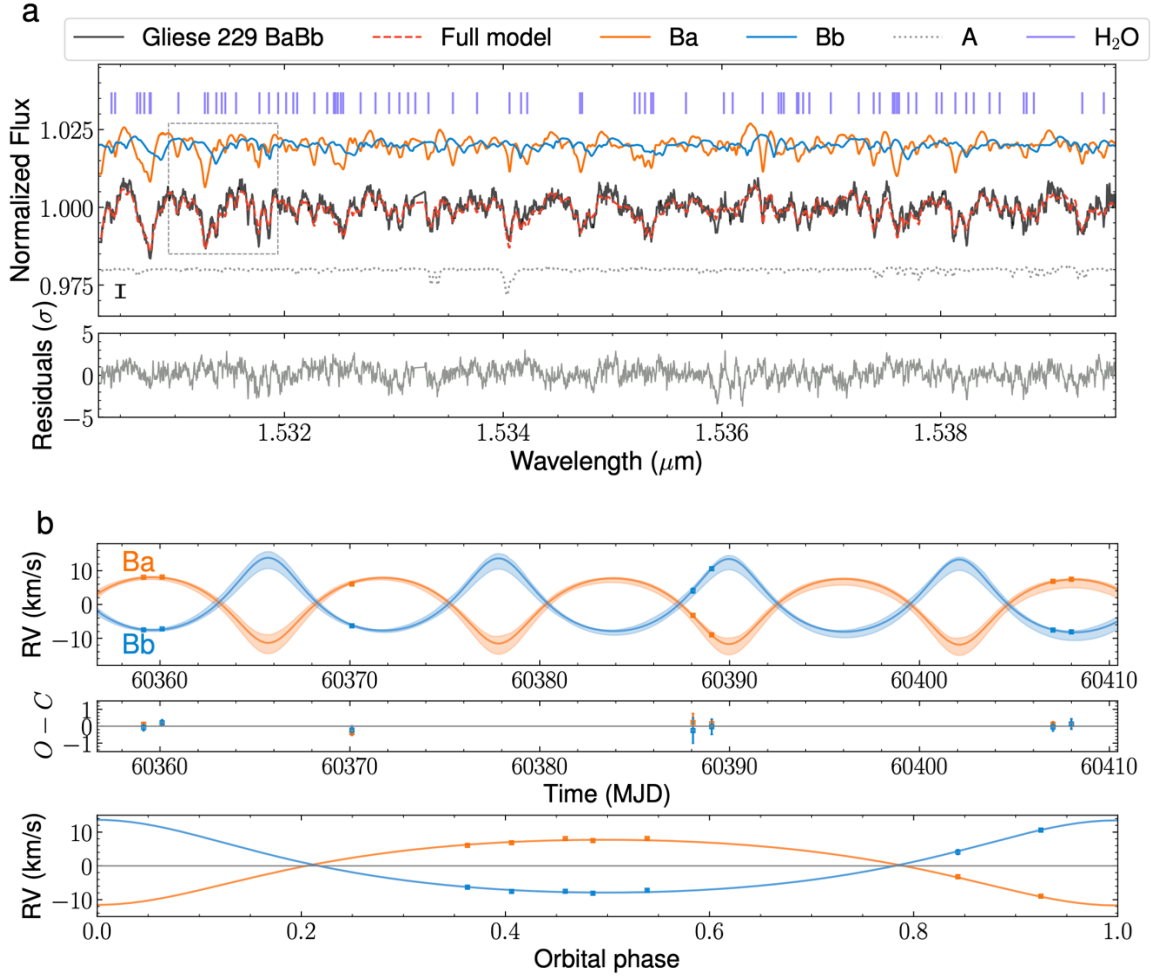 a
Gliese 229 BaBb Full model Ba Bb A H₂O
Normalized Flux
1.025
1.000
0.975
Residuals (σ)
5
0
−5
1.532 1.534 1.536 1.538
Wavelength (μm)
b
RV (km/s)
10
0
−10
Ba
Bb
60360 60370 60380 60390 60400 60410
O − C
1
0
−1
60360 60370 60380 60390 60400 60410
Time (MJD)
RV (km/s)
10
0
−10
0.0 0.2 0.4 0.6 0.8 1.0
Orbital phase